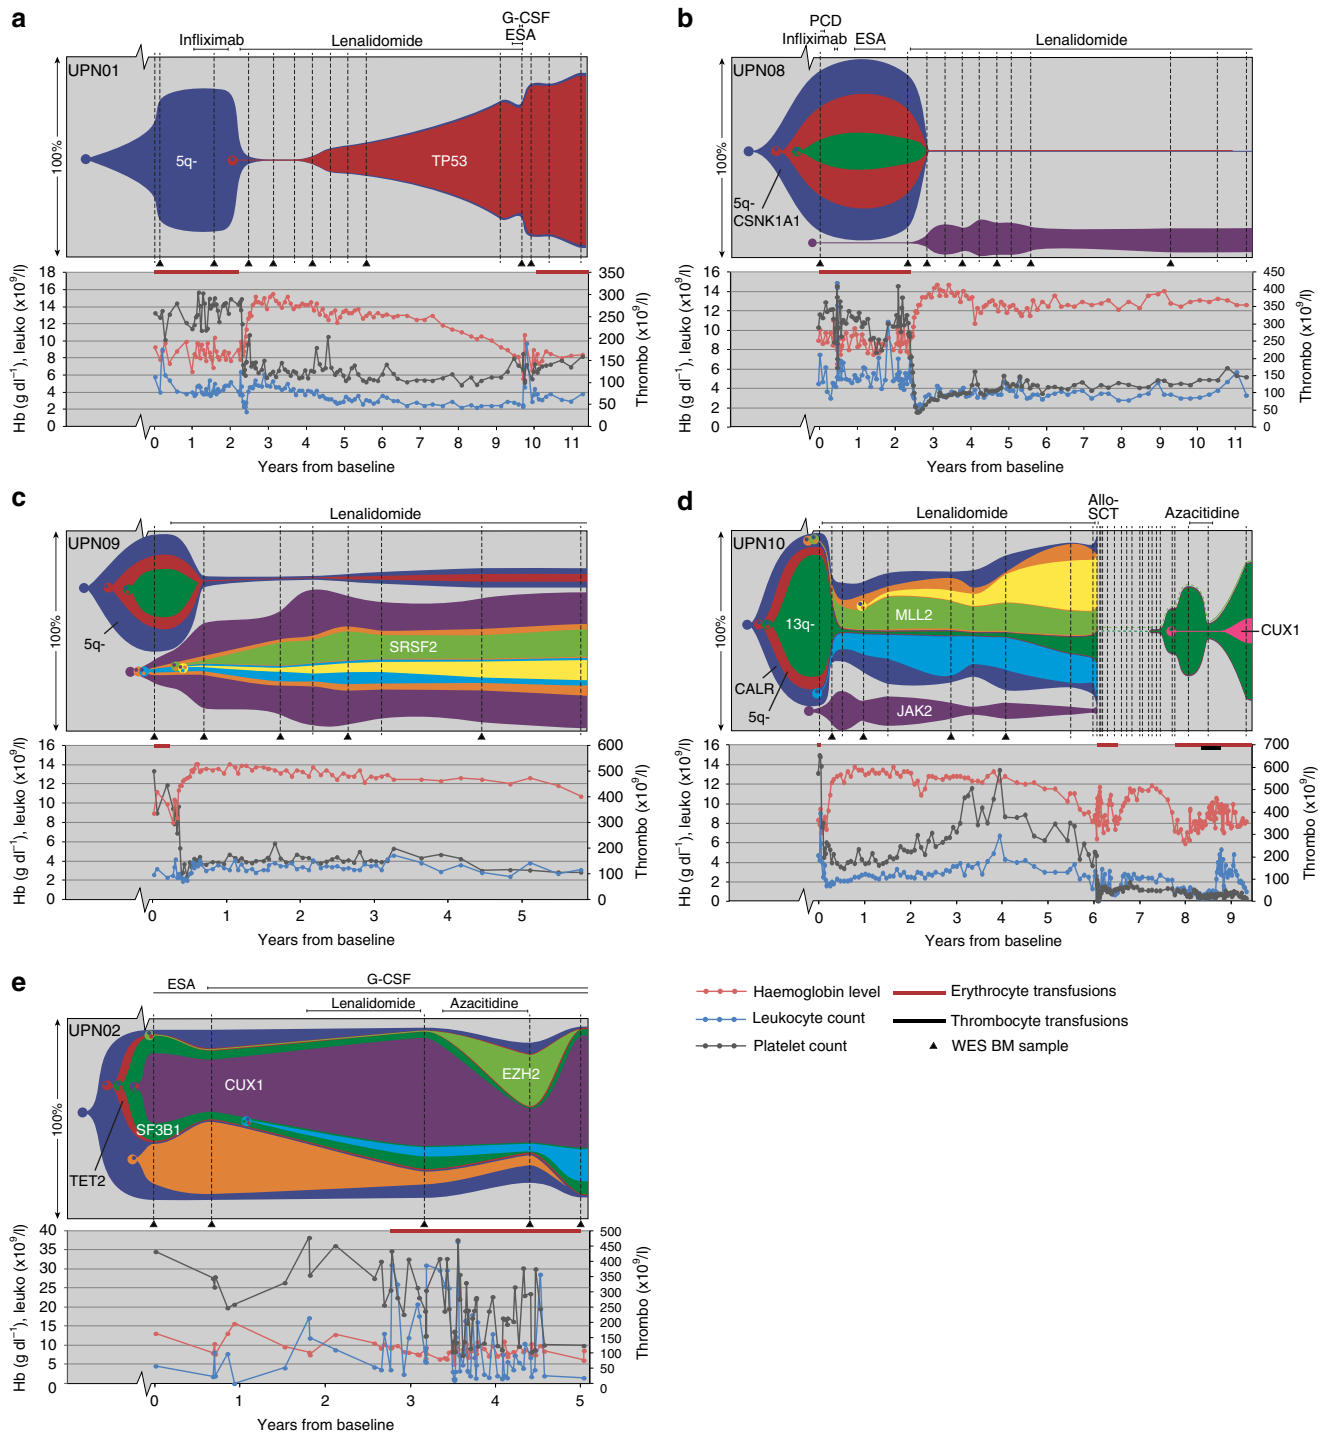 a
G-CSF
ESA
Infliximab
Lenalidomide
UPN01
100%
5q-
TP53
Hb (g dl⁻¹), leuko (x10⁹/l)
18
16
14
12
10
8
6
4
2
0
350
300
250
200
150
100
50
0
Thrombo (x10⁹/l)
0 1 2 3 4 5 6 7 8 9 10 11
Years from baseline
b
PCD
Infliximab ESA
Lenalidomide
UPN08
100%
5q-
CSNK1A1
Hb (g dl⁻¹), leuko (x10⁹/l)
16
14
12
10
8
6
4
2
0
450
400
350
300
250
200
150
100
50
0
Thrombo (x10⁹/l)
0 1 2 3 4 5 6 7 8 9 10 11
Years from baseline
c
Lenalidomide
UPN09
100%
5q-
SRSF2
Hb (g dl⁻¹), leuko (x10⁹/l)
16
14
12
10
8
6
4
2
0
600
500
400
300
200
100
0
Thrombo (x10⁹/l)
0 1 2 3 4 5
Years from baseline
d
Lenalidomide
Allo-
SCT
Azacitidine
UPN10
100%
13q-
MLL2
CUX1
CALR
5q-
JAK2
Hb (g dl⁻¹), leuko (x10⁹/l)
16
14
12
10
8
6
4
2
0
700
600
500
400
300
200
100
0
Thrombo (x10⁹/l)
0 1 2 3 4 5 6 7 8 9
Years from baseline
e
ESA
G-CSF
Lenalidomide
Azacitidine
UPN02
100%
CUX1
EZH2
SF3B1
TET2
Hb (g dl⁻¹), leuko (x10⁹/l)
40
35
30
25
20
15
10
5
0
500
450
400
350
300
250
200
150
100
50
0
Thrombo (x10⁹/l)
0 1 2 3 4 5
Years from baseline
Haemoglobin level
Erythrocyte transfusions
Leukocyte count
Thrombocyte transfusions
Platelet count
WES BM sample